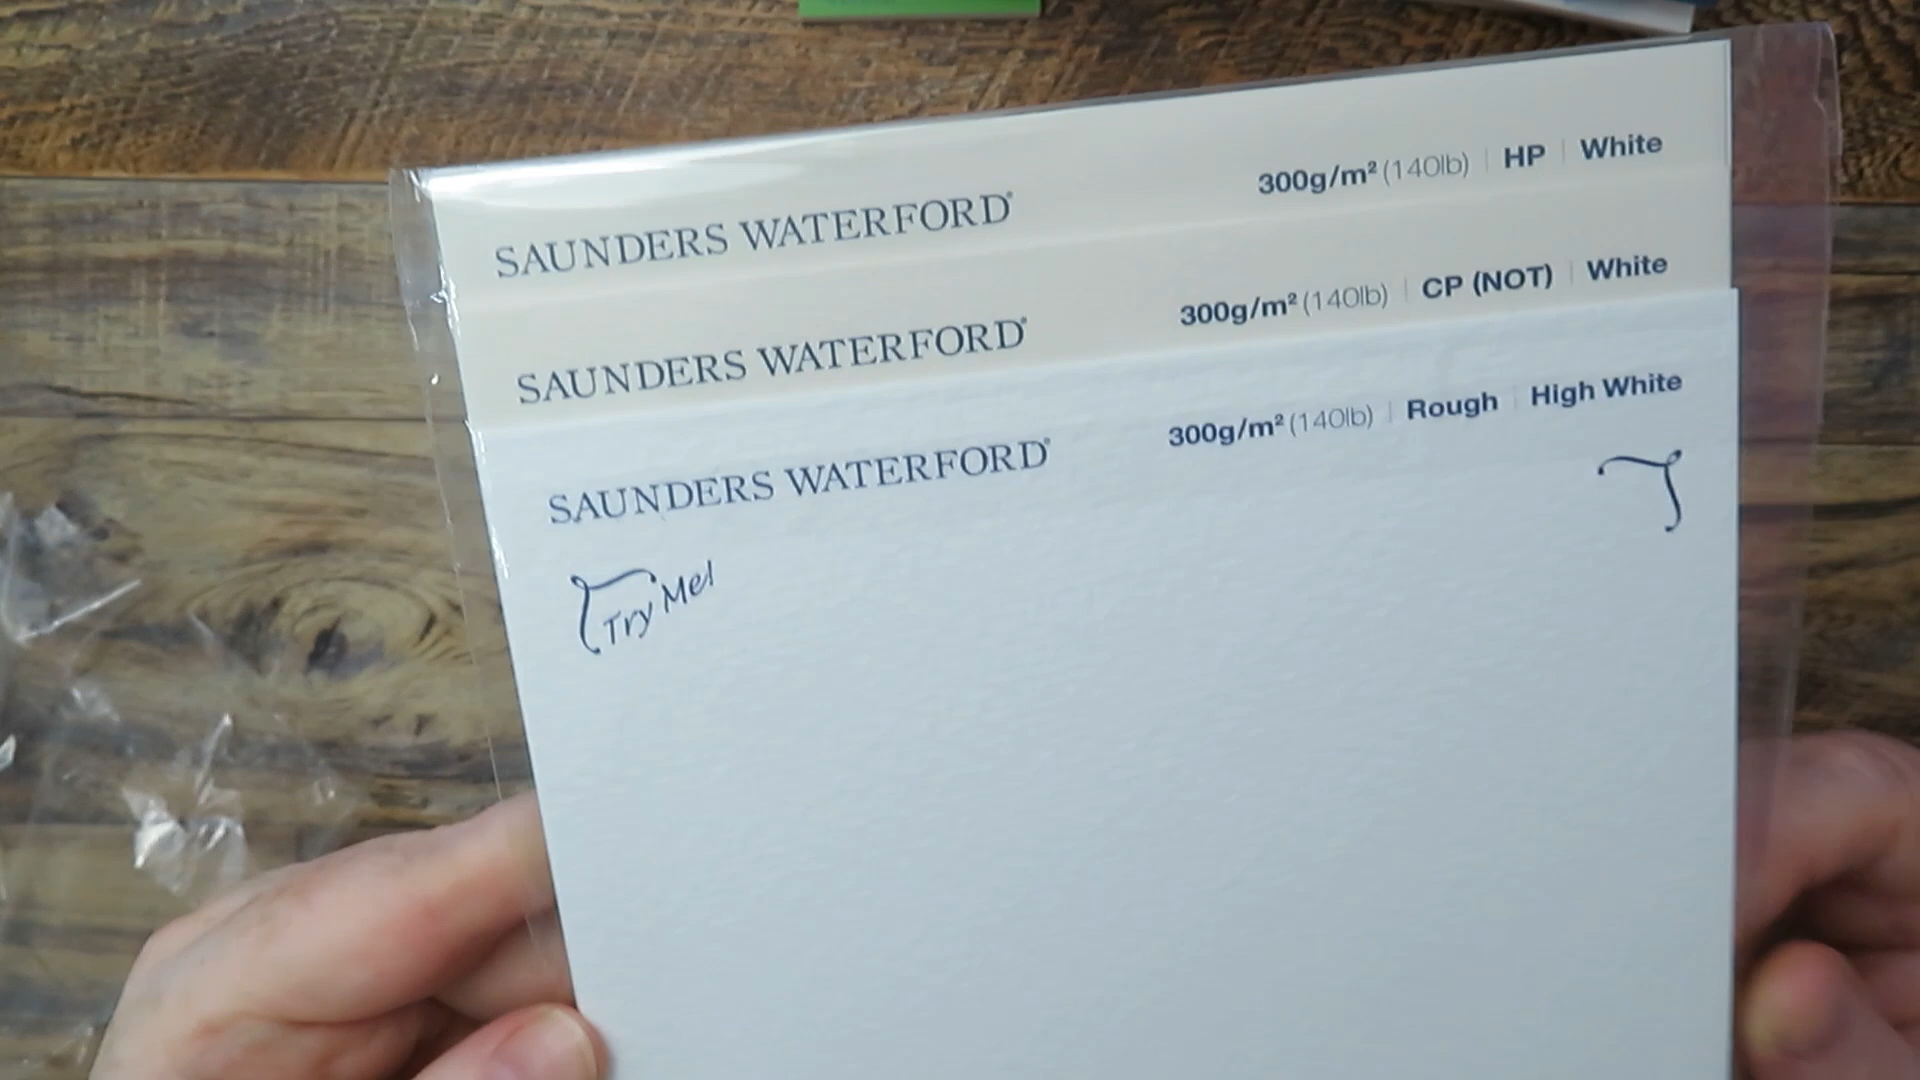 300g/m² (140lb) | HP | White
SAUNDERS WATERFORD®
300g/m² (140lb) | CP (NOT) | White
SAUNDERS WATERFORD®
300g/m² (140lb) | Rough | High White
SAUNDERS WATERFORD®
Try Me!